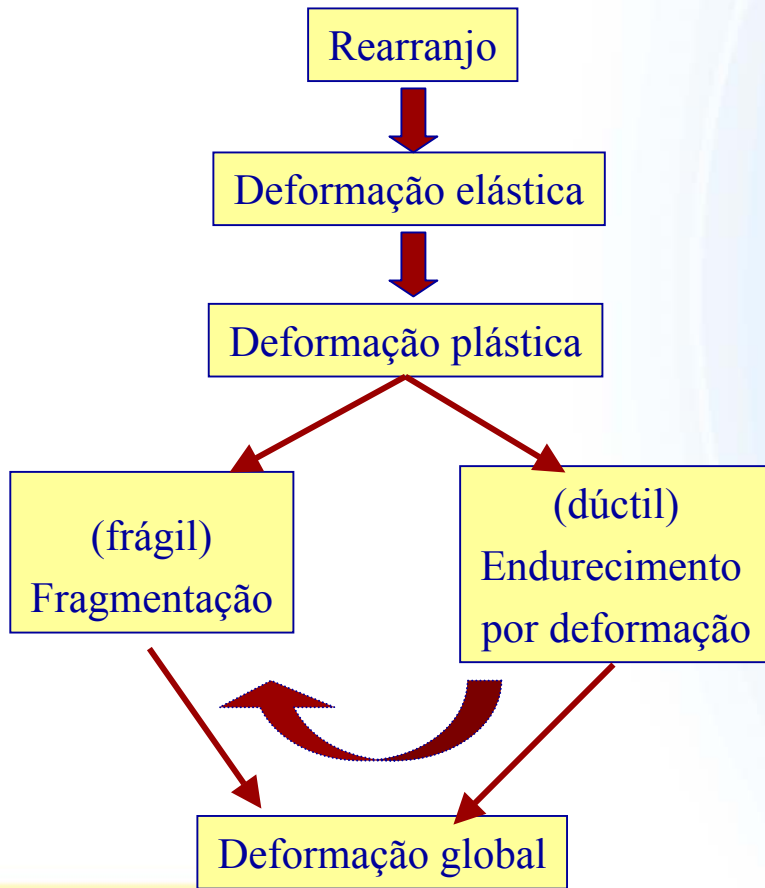 Rearranjo
Deformação elástica
Deformação plástica
(frágil)
Fragmentação
(dúctil)
Endurecimento
por deformação
Deformação global